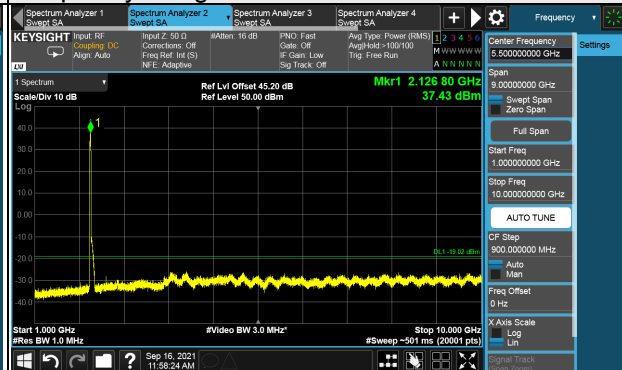 Spectrum Analyzer 1
Swept SA
Spectrum Analyzer 2
Swept SA
Spectrum Analyzer 3
Swept SA
Spectrum Analyzer 4
Swept SA
Frequency
KEYSIGHT
Input: RF
Coupling: DC
Align: Auto
Input Z: 50 Ω
Corrections: Off
Freq Ref: Int (S)
NFE: Adaptive
#Atten: 16 dB
PNO: Fast
Gate: Off
IF Gain: Low
Sig Track: Off
Avg Type: Power (RMS)
Avg|Hold:>100/100
Trig: Free Run
1 2 3 4 5 6
M W W W W W
A N N N N N
LXI
1 Spectrum
Scale/Div 10 dB
Log
Ref Lvl Offset 45.20 dB
Ref Level 50.00 dBm
Mkr1 2.126 80 GHz
37.43 dBm
1
40.0
30.0
20.0
10.0
0.00
-10.0
-20.0
-30.0
-40.0
DL1 -19.02 dBm
Start 1.000 GHz
#Res BW 1.0 MHz
#Video BW 3.0 MHz*
Stop 10.000 GHz
#Sweep ~501 ms (20001 pts)
Sep 16, 2021
11:58:24 AM
?
Center Frequency
5.500000000 GHz
Settings
Span
9.00000000 GHz
Swept Span
Zero Span
Full Span
Start Freq
1.000000000 GHz
Stop Freq
10.000000000 GHz
AUTO TUNE
CF Step
900.000000 MHz
Auto
Man
Freq Offset
0 Hz
X Axis Scale
Log
Lin
Signal Track